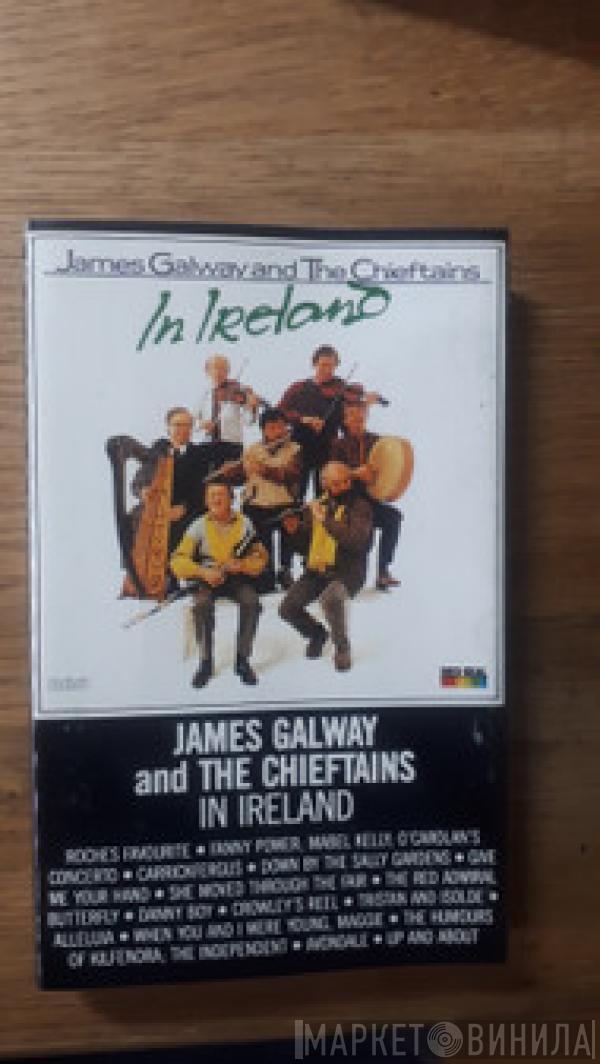 James Galway and The Chieftains
In Ireland
RED SEAL
JAMES GALWAY
and THE CHIEFTAINS
IN IRELAND
ROCHES FAVOURITE • FANNY POWER, MABEL KELLY, O'CAROLAN'S
CONCERTO • CARRICKFERGUS • DOWN BY THE SALLY GARDENS • GIVE
ME YOUR HAND • SHE MOVED THROUGH THE FAIR • THE RED ADMIRAL
BUTTERFLY • DANNY BOY • CROWLEY'S REEL • TRISTAN AND ISOLDE •
ALLELUIA • WHEN YOU AND I WERE YOUNG, MAGGIE • THE HUMOURS
OF KILFENORA, THE INDEPENDENT • AVONDALE • UP AND ABOUT
МАРКЕТ ВИНИЛА